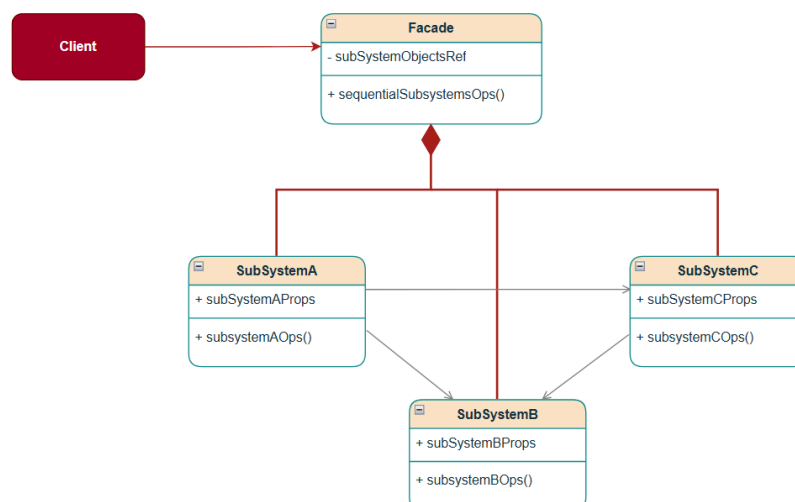 Client
Facade
- subSystemObjectsRef
+ sequentialSubsystemsOps()
SubSystemA
+ subSystemAProps
+ subsystemAOps()
SubSystemC
+ subSystemCProps
+ subsystemCOps()
SubSystemB
+ subSystemBProps
+ subsystemBOps()